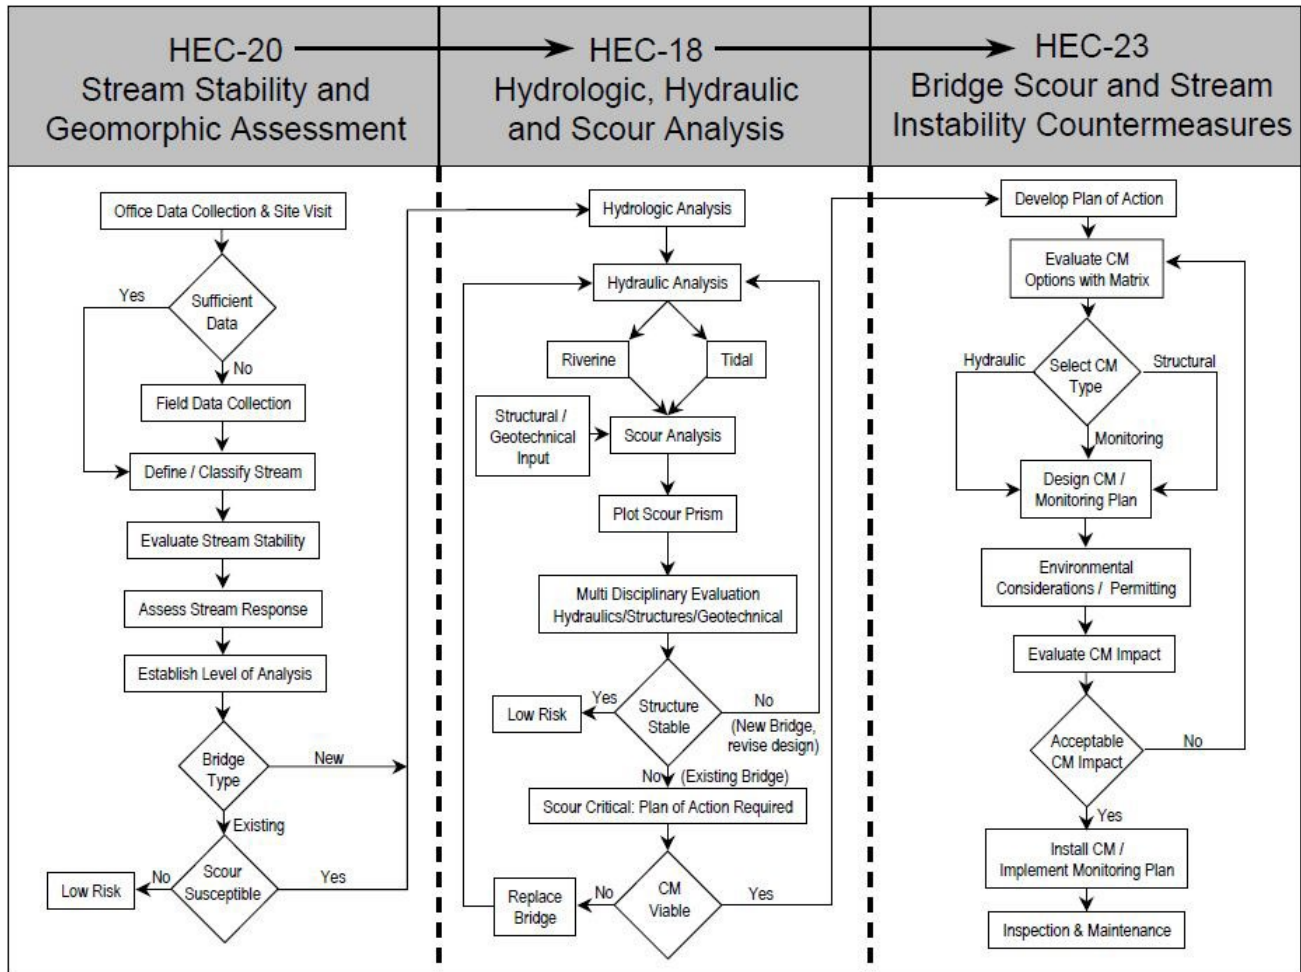 HEC-20
Stream Stability and
Geomorphic Assessment
HEC-18
Hydrologic, Hydraulic
and Scour Analysis
HEC-23
Bridge Scour and Stream
Instability Countermeasures
Office Data Collection & Site Visit
Yes
Sufficient
Data
No
Field Data Collection
Define / Classify Stream
Evaluate Stream Stability
Assess Stream Response
Establish Level of Analysis
Bridge
Type
New
Existing
Low Risk
No
Scour
Susceptible
Yes
Hydrologic Analysis
Hydraulic Analysis
Riverine
Tidal
Structural /
Geotechnical
Input
Scour Analysis
Plot Scour Prism
Multi Disciplinary Evaluation
Hydraulics/Structures/Geotechnical
Low Risk
Yes
Structure
Stable
No
(New Bridge,
revise design)
No (Existing Bridge)
Scour Critical: Plan of Action Required
Replace
Bridge
No
CM
Viable
Yes
Develop Plan of Action
Evaluate CM
Options with Matrix
Hydraulic
Select CM
Type
Structural
Monitoring
Design CM /
Monitoring Plan
Environmental
Considerations / Permitting
Evaluate CM Impact
Acceptable
CM Impact
No
Yes
Install CM /
Implement Monitoring Plan
Inspection & Maintenance